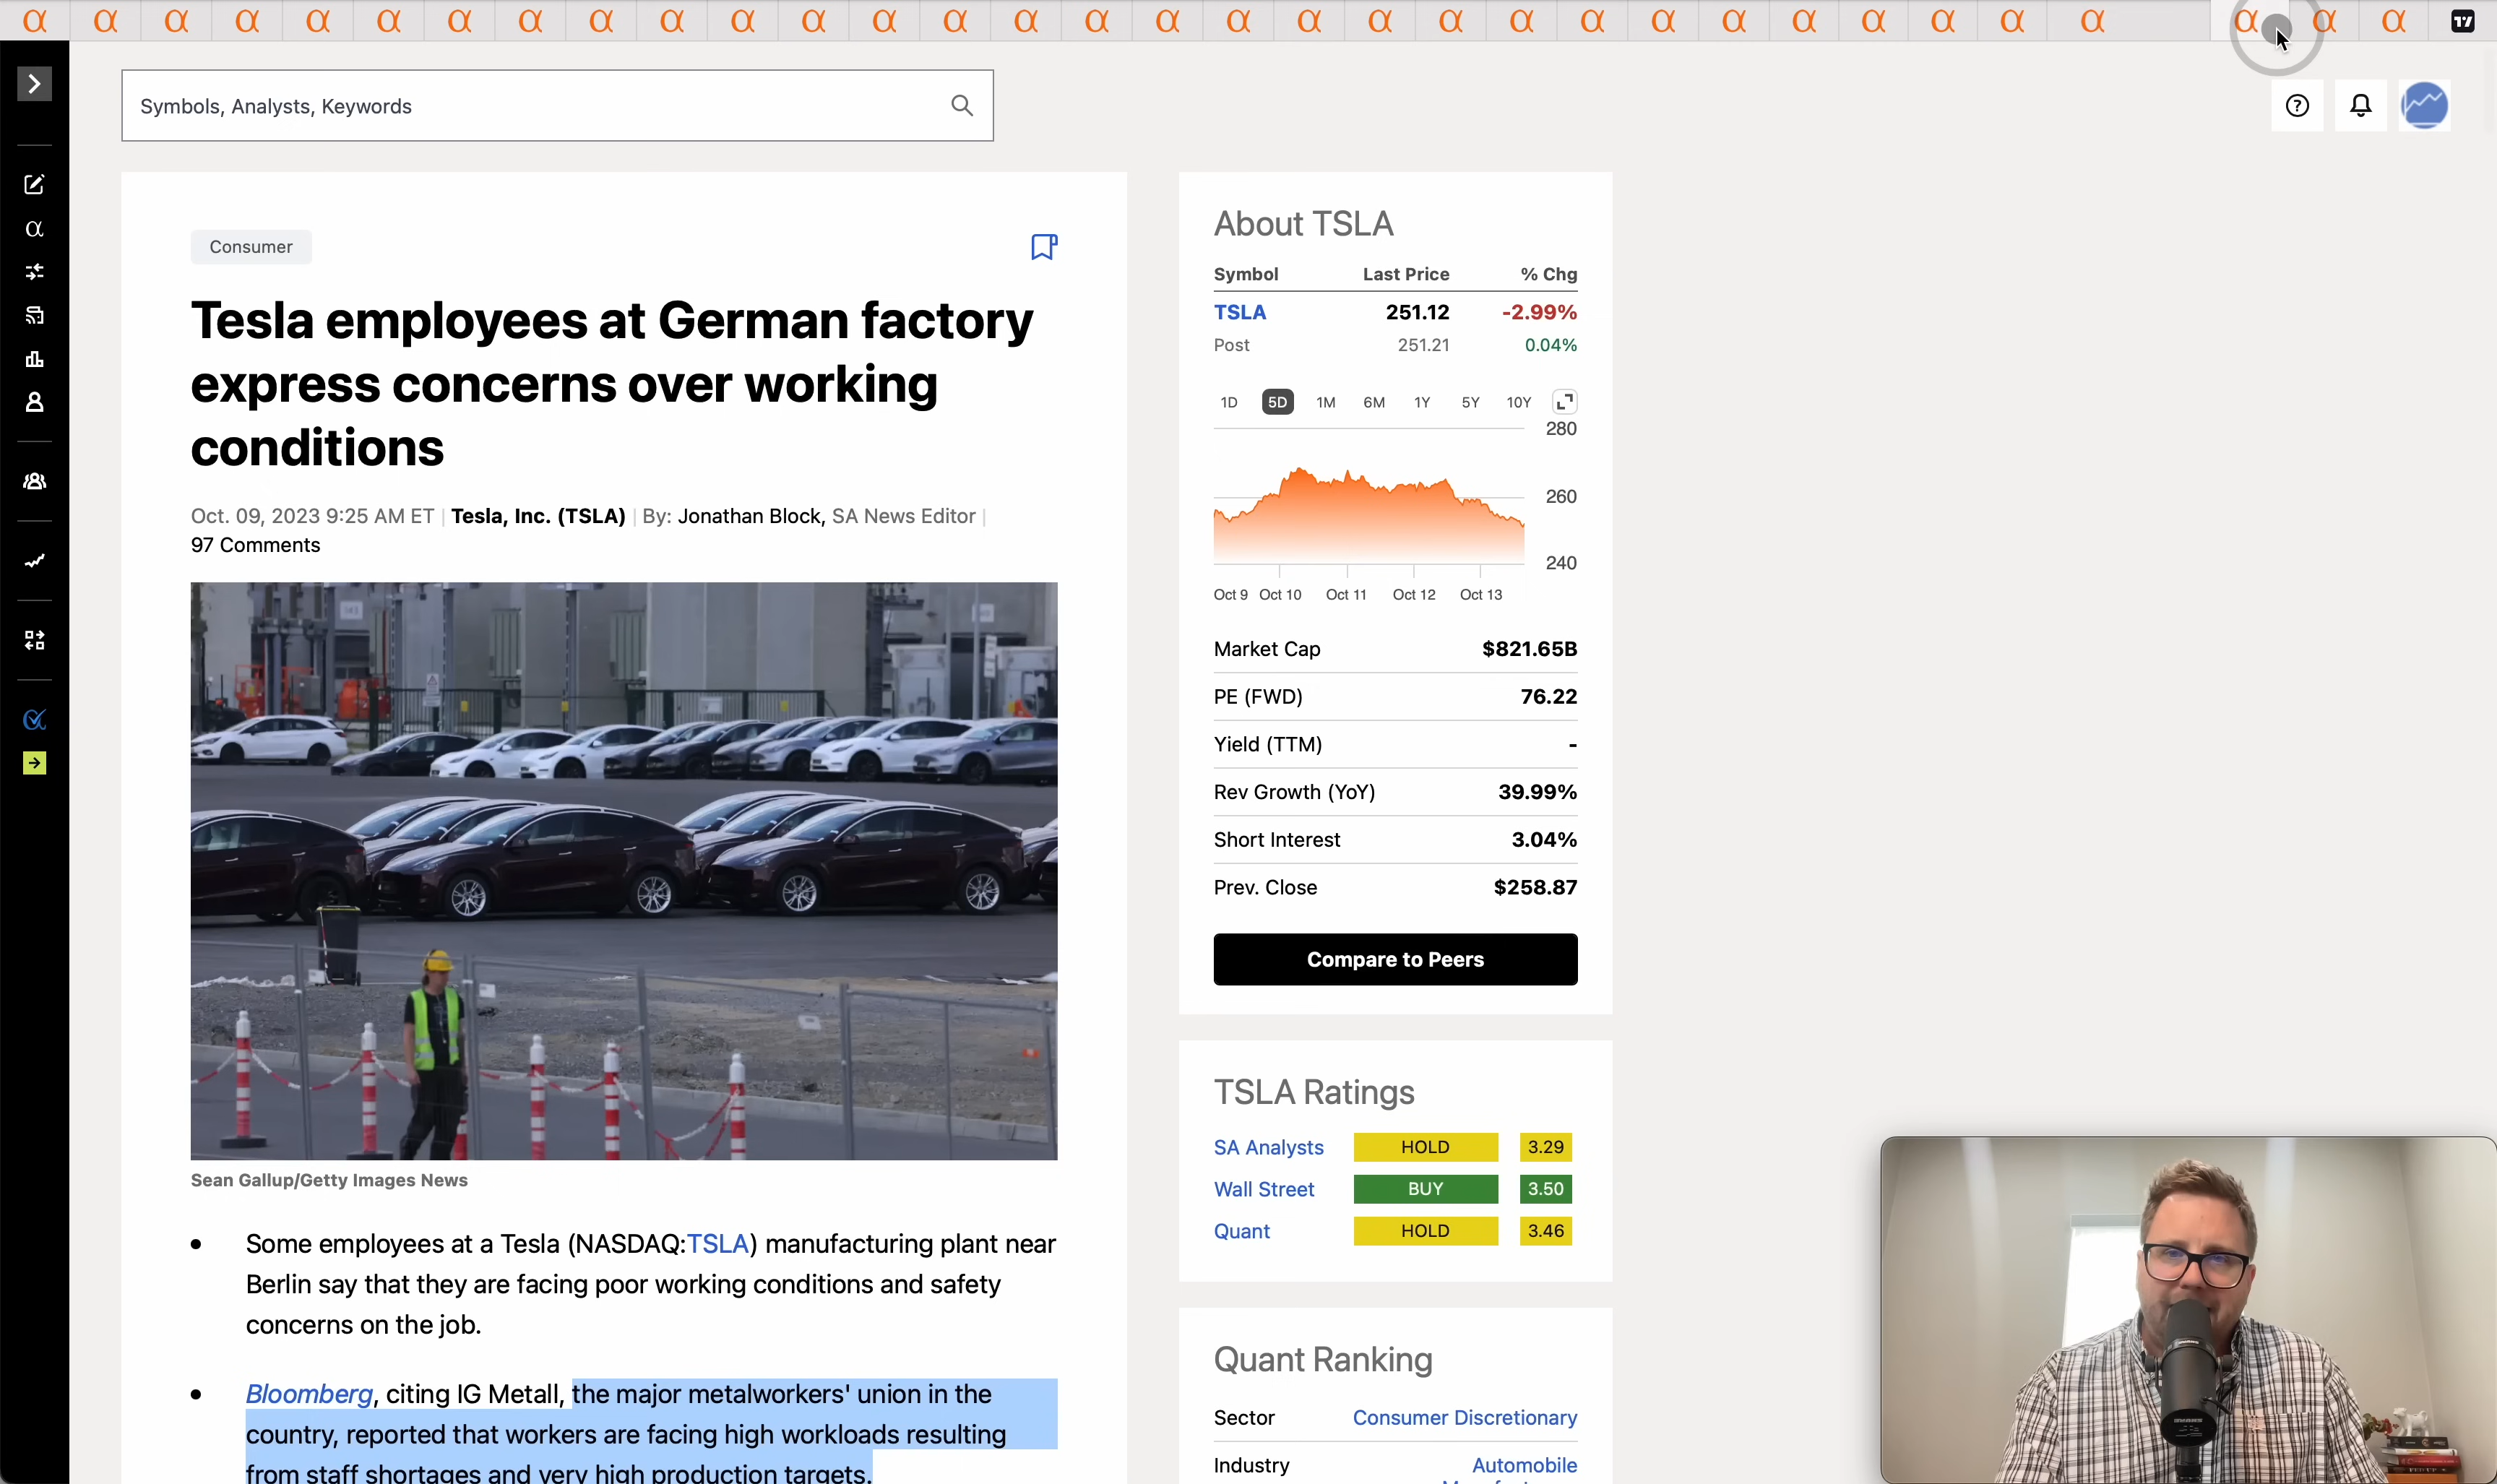 Symbols, Analysts, Keywords
Consumer
Tesla employees at German factory
express concerns over working
conditions
Oct. 09, 2023 9:25 AM ET | Tesla, Inc. (TSLA) | By: Jonathan Block, SA News Editor |
97 Comments
Sean Gallup/Getty Images News
• Some employees at a Tesla (NASDAQ:TSLA) manufacturing plant near
Berlin say that they are facing poor working conditions and safety
concerns on the job.
• Bloomberg, citing IG Metall, the major metalworkers' union in the
country, reported that workers are facing high workloads resulting
from staff shortages and very high production targets.
About TSLA
Symbol Last Price % Chg
TSLA 251.12 -2.99%
Post 251.21 0.04%
1D 5D 1M 6M 1Y 5Y 10Y
280
260
240
Oct 9 Oct 10 Oct 11 Oct 12 Oct 13
Market Cap $821.65B
PE (FWD) 76.22
Yield (TTM) -
Rev Growth (YoY) 39.99%
Short Interest 3.04%
Prev. Close $258.87
Compare to Peers
TSLA Ratings
SA Analysts HOLD 3.29
Wall Street BUY 3.50
Quant HOLD 3.46
Quant Ranking
Sector Consumer Discretionary
Industry Automobile